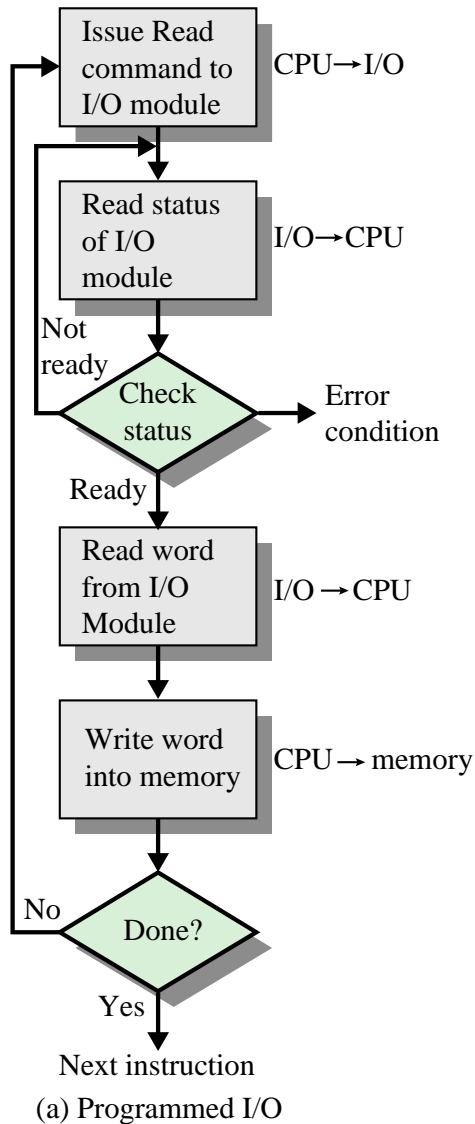 Issue Read
command to
I/O module
CPU→I/O
Read status
of I/O
module
I/O→CPU
Not
ready
Check
status
Error
condition
Ready
Read word
from I/O
Module
I/O → CPU
Write word
into memory
CPU → memory
No
Done?
Yes
Next instruction
(a) Programmed I/O